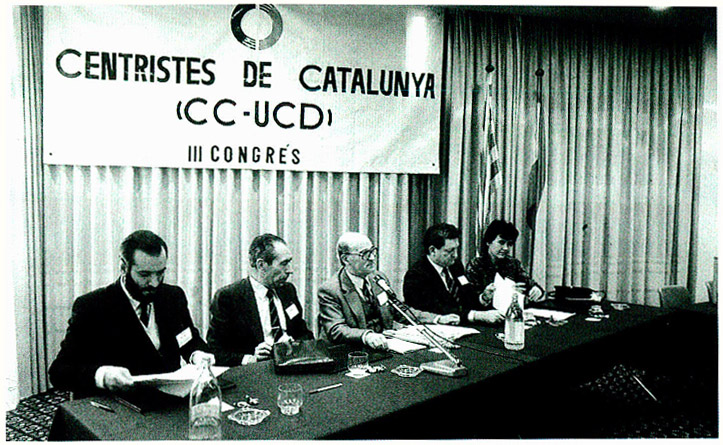 CENTRISTES DE CATALUNYA
(CC-UCD)
III CONGRÉS